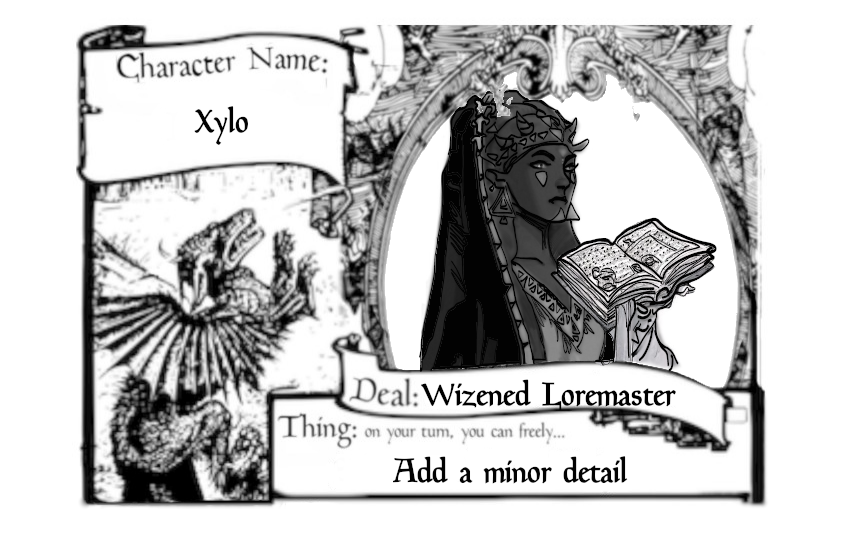 Character Name:
Xylo
Deal: Wizened Loremaster
Thing: on your turn, you can freely...
Add a minor detail